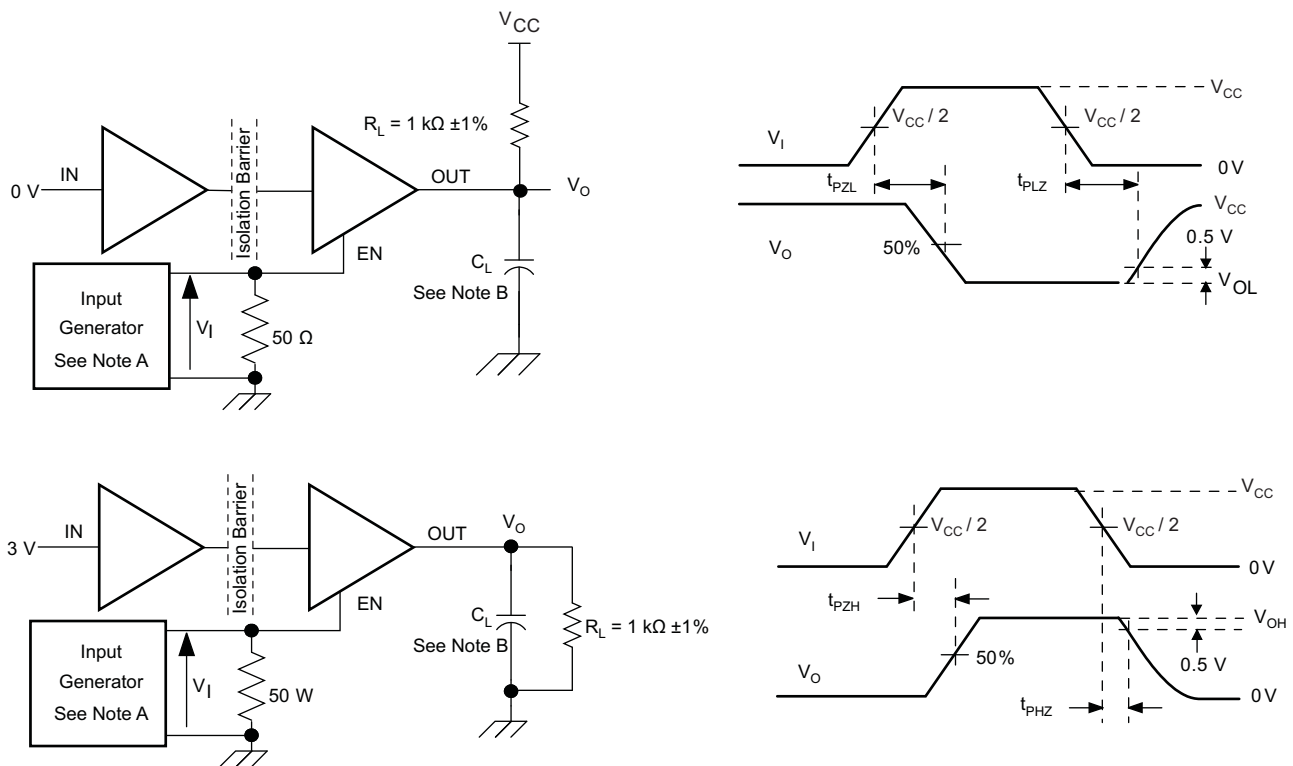 VCC
RL = 1 kΩ ±1%
0 V
IN
Isolation Barrier
OUT
VO
EN
CL
See Note B
Input
Generator
See Note A
VI
50 Ω
VCC
VI
VCC / 2
VCC / 2
0 V
tPZL
tPLZ
VCC
VO
50%
0.5 V
VOL
3 V
IN
Isolation Barrier
OUT
VO
EN
CL
See Note B
RL = 1 kΩ ±1%
Input
Generator
See Note A
VI
50 W
VCC
VI
VCC / 2
VCC / 2
0 V
tPZH
VOH
VO
50%
0.5 V
tPHZ
0 V